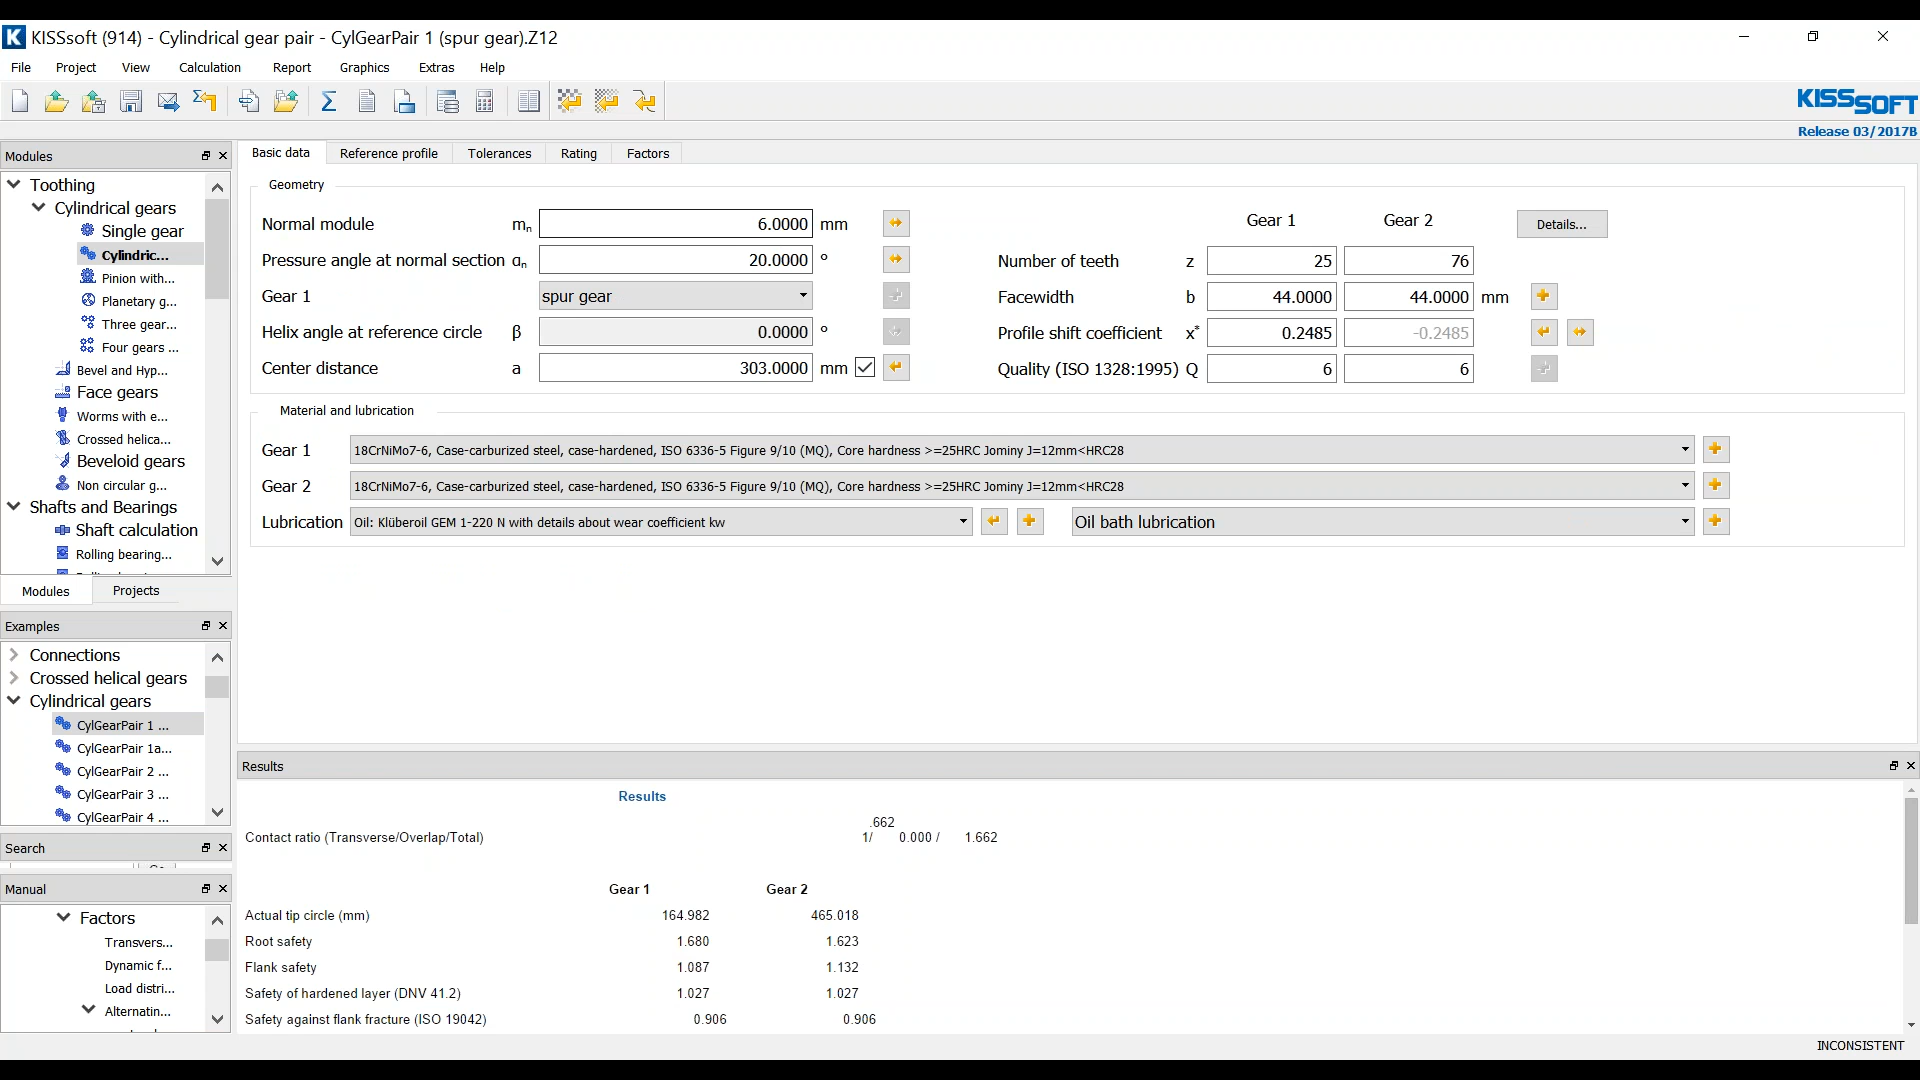 KISSsoft (914) - Cylindrical gear pair - CylGearPair 1 (spur gear).Z12
File Project View Calculation Report Graphics Extras Help
KISSSOFT
Release 03/2017B
Modules
Toothing
Cylindrical gears
Single gear
Cylindric...
Pinion with...
Planetary g...
Three gear...
Four gears ...
Bevel and Hyp...
Face gears
Worms with e...
Crossed helica...
Beveloid gears
Non circular g...
Shafts and Bearings
Shaft calculation
Rolling bearing...
Modules Projects
Examples
Connections
Crossed helical gears
Cylindrical gears
CylGearPair 1 ...
CylGearPair 1a...
CylGearPair 2 ...
CylGearPair 3 ...
CylGearPair 4 ...
Search
Manual
Factors
Transvers...
Dynamic f...
Load distri...
Alternatin...
Basic data Reference profile Tolerances Rating Factors
Geometry
Normal module mn 6.0000 mm
Pressure angle at normal section αn 20.0000 °
Gear 1 spur gear
Helix angle at reference circle β 0.0000 °
Center distance a 303.0000 mm
Gear 1 Gear 2 Details...
Number of teeth z 25 76
Facewidth b 44.0000 44.0000 mm
Profile shift coefficient x* 0.2485 -0.2485
Quality (ISO 1328:1995) Q 6 6
Material and lubrication
Gear 1 18CrNiMo7-6, Case-carburized steel, case-hardened, ISO 6336-5 Figure 9/10 (MQ), Core hardness >=25HRC Jominy J=12mm<HRC28
Gear 2 18CrNiMo7-6, Case-carburized steel, case-hardened, ISO 6336-5 Figure 9/10 (MQ), Core hardness >=25HRC Jominy J=12mm<HRC28
Lubrication Oil: Klüberoil GEM 1-220 N with details about wear coefficient kw Oil bath lubrication
Results
Results
.662
Contact ratio (Transverse/Overlap/Total) 1/ 0.000 / 1.662
Gear 1 Gear 2
Actual tip circle (mm) 164.982 465.018
Root safety 1.680 1.623
Flank safety 1.087 1.132
Safety of hardened layer (DNV 41.2) 1.027 1.027
Safety against flank fracture (ISO 19042) 0.906 0.906
INCONSISTENT